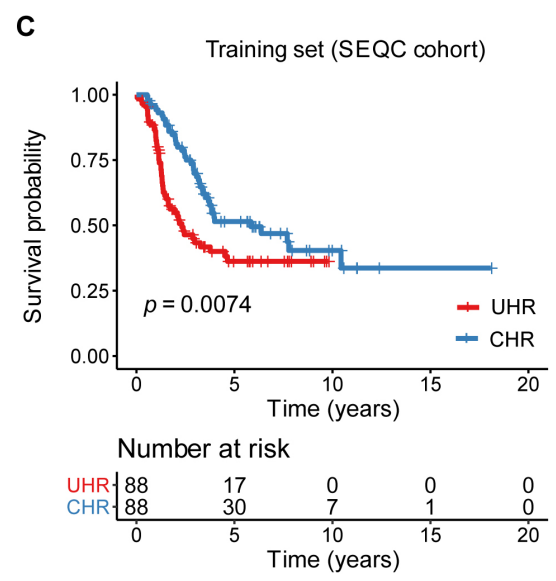 C
Training set (SEQC cohort)
Survival probability
1.00
0.75
0.50
0.25
0.00
p = 0.0074
UHR
CHR
0 5 10 15 20
Time (years)
Number at risk
UHR 88 17 0 0 0
CHR 88 30 7 1 0
0 5 10 15 20
Time (years)